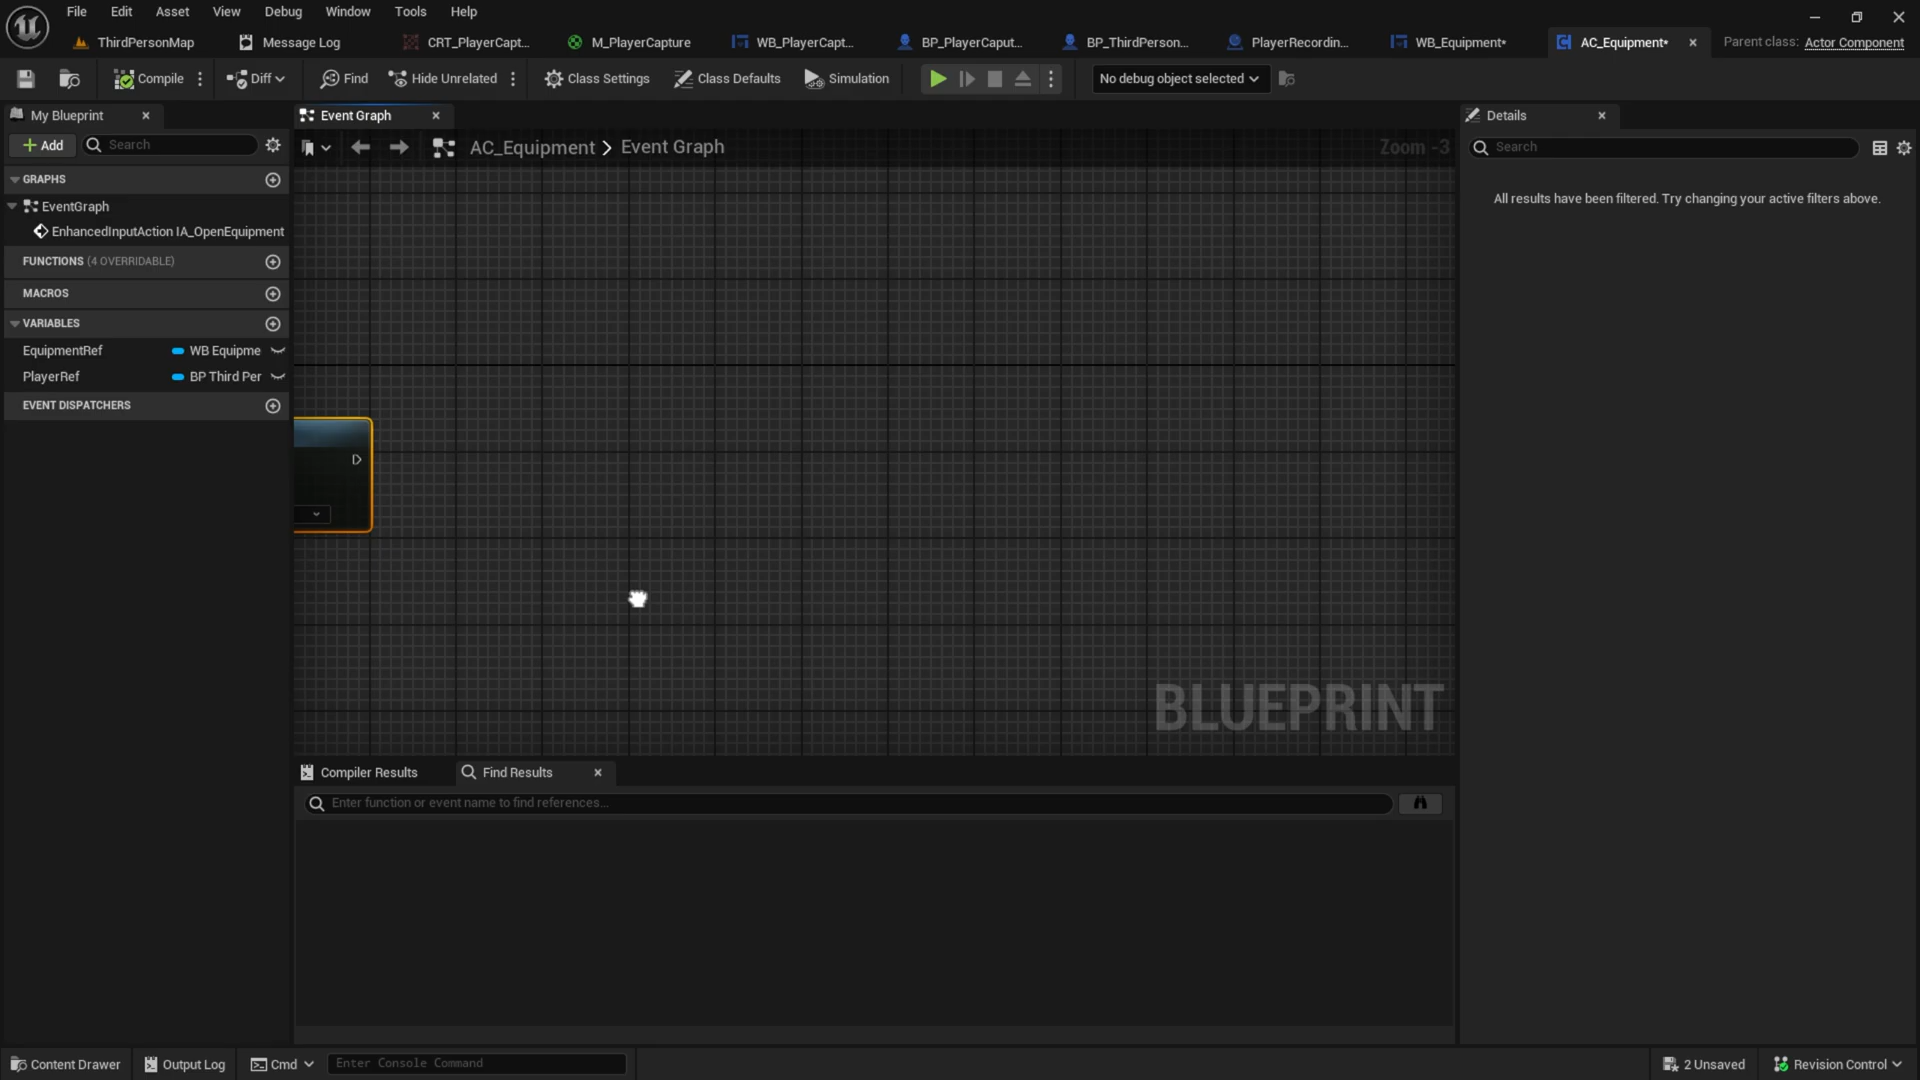 File Edit Asset View Debug Window Tools Help
ThirdPersonMap Message Log CRT_PlayerCapt... M_PlayerCapture WB_PlayerCapt... BP_PlayerCaput... BP_ThirdPerson... PlayerRecordin... WB_Equipment* AC_Equipment* Parent class: Actor Component
Compile Diff Find Hide Unrelated Class Settings Class Defaults Simulation No debug object selected
My Blueprint Event Graph Details
Add Search AC_Equipment > Event Graph Zoom -3 Search
GRAPHS
All results have been filtered. Try changing your active filters above.
EventGraph
EnhancedInputAction IA_OpenEquipment
FUNCTIONS (4 OVERRIDABLE)
MACROS
VARIABLES
EquipmentRef WB Equipme
PlayerRef BP Third Per
EVENT DISPATCHERS
BLUEPRINT
Compiler Results Find Results
Enter function or event name to find references...
Content Drawer Output Log Cmd Enter Console Command 2 Unsaved Revision Control